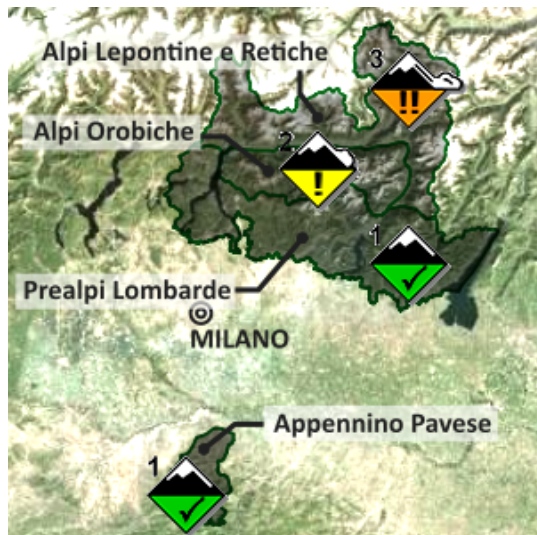 Alpi Lepontine e Retiche
3
!!
Alpi Orobiche
2
!
1
Prealpi Lombarde
MILANO
Appennino Pavese
1